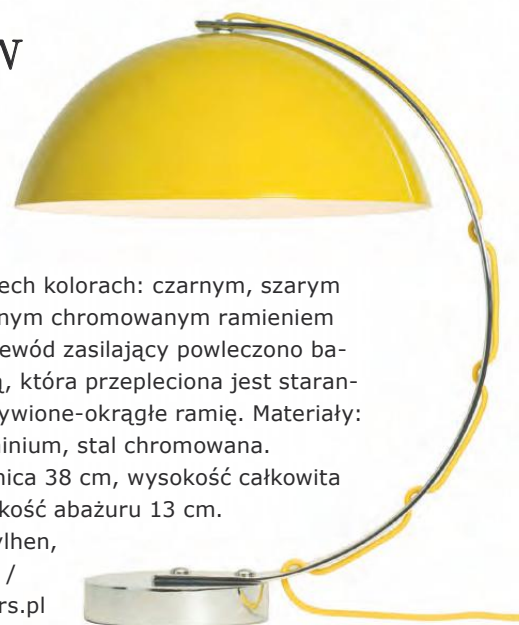 w
ech kolorach: czarnym, szarym
nym chromowanym ramieniem
ewód zasilający powleczono ba-
ą, która przepleciona jest staran-
ywione-okrągłe ramię. Materiały:
inium, stal chromowana.
nica 38 cm, wysokość całkowita
kość abażuru 13 cm.
ylhen,
/
rs.pl